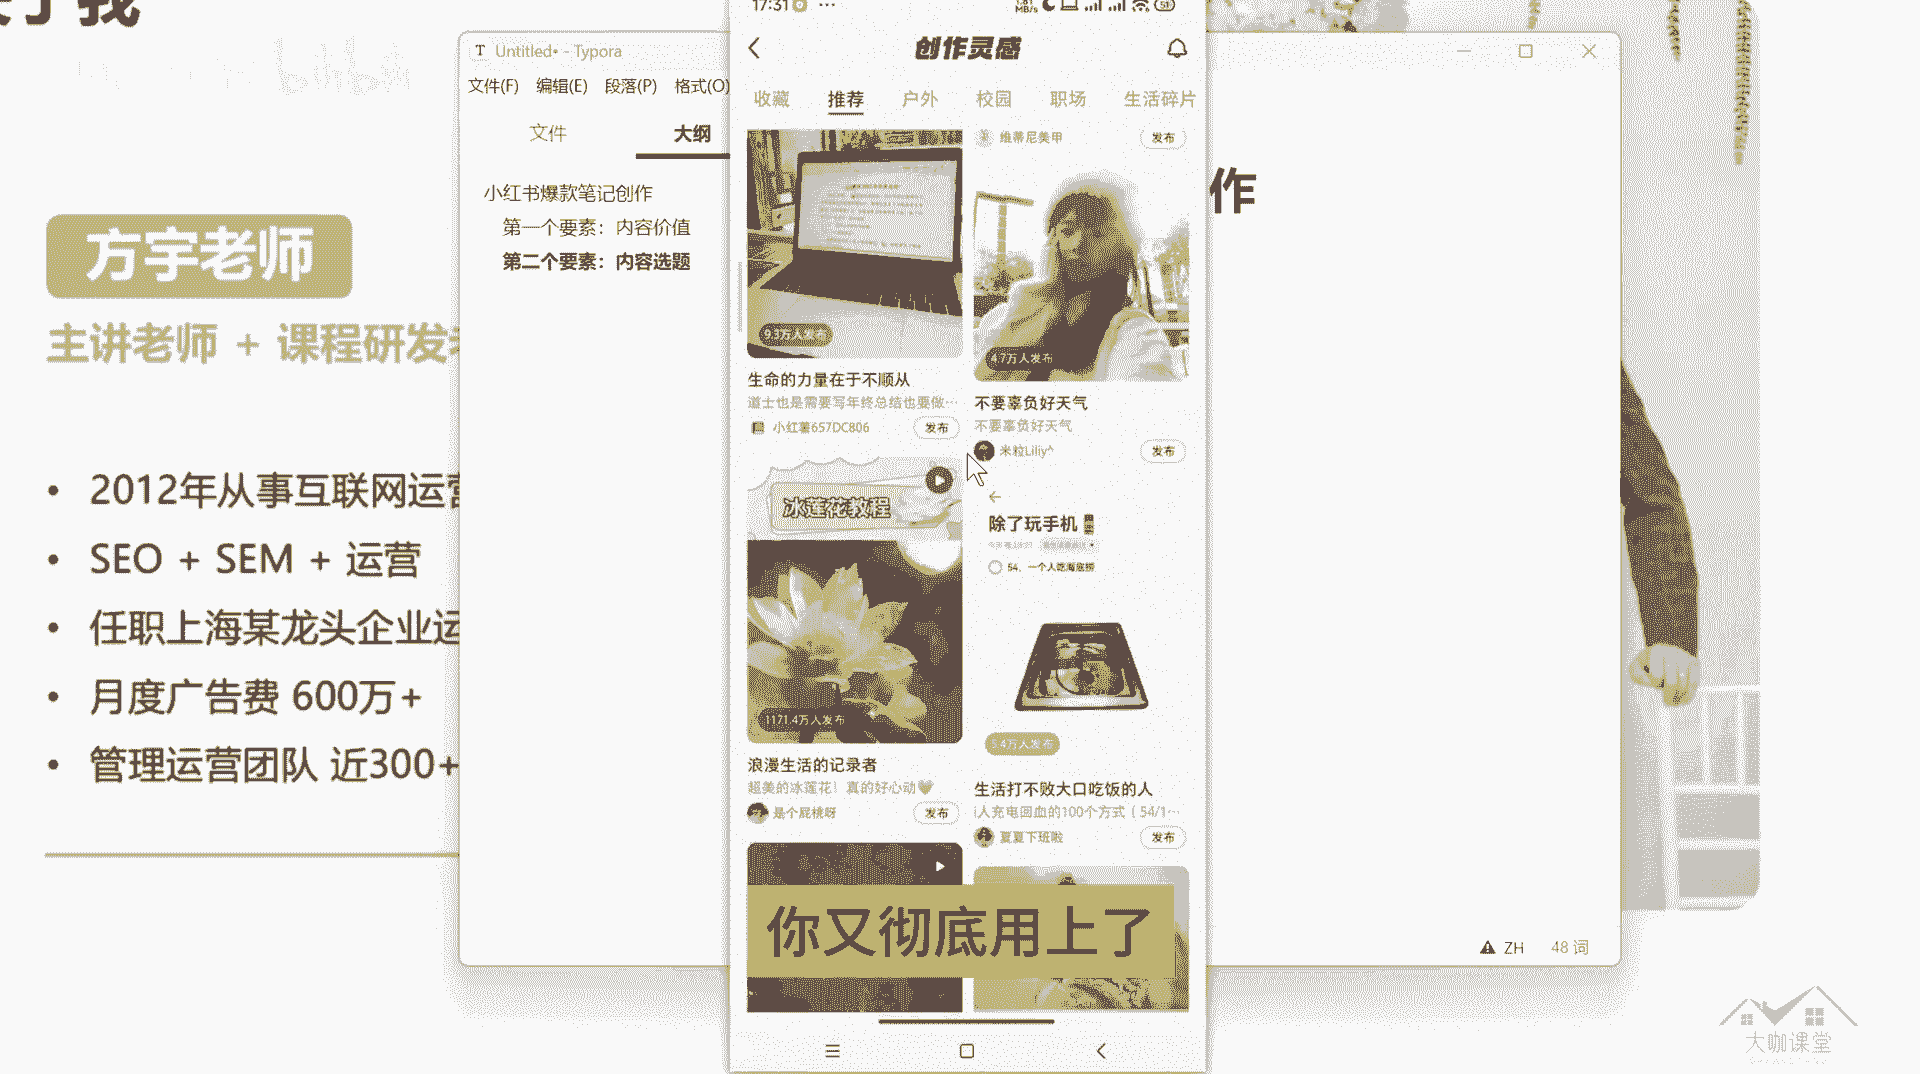 了我
bilibili
方宇老师
主讲老师 + 课程研发
• 2012年从事互联网运营
• SEO + SEM + 运营
• 任职上海某龙头企业运
• 月度广告费 600万+
• 管理运营团队 近300+
Untitled• - Typora
文件(F) 编辑(E) 段落(P) 格式(O)
文件 大纲
小红书爆款笔记创作
第一个要素：内容价值
第二个要素：内容选题
作
17:31
MB/s
51
创作灵感
收藏 推荐 户外 校园 职场 生活碎片
9.3万人发布
生命的力量在于不顺从
道士也是需要写年终总结也要做…
小红薯657DC806 发布
冰莲花教程
1171.4万人发布
浪漫生活的记录者
超美的冰莲花！真的好心动
是个屁桃呀 发布
维蒂尼美甲 发布
4.7万人发布
不要辜负好天气
不要辜负好天气
米粒Liliy^ 发布
除了玩手机
54、一个人吃海底捞
5.4万人发布
生活打不败大口吃饭的人
i人充电回血的100个方式（54/1…
夏夏下班啦 发布
你又彻底用上了
ZH 48 词
大咖课堂